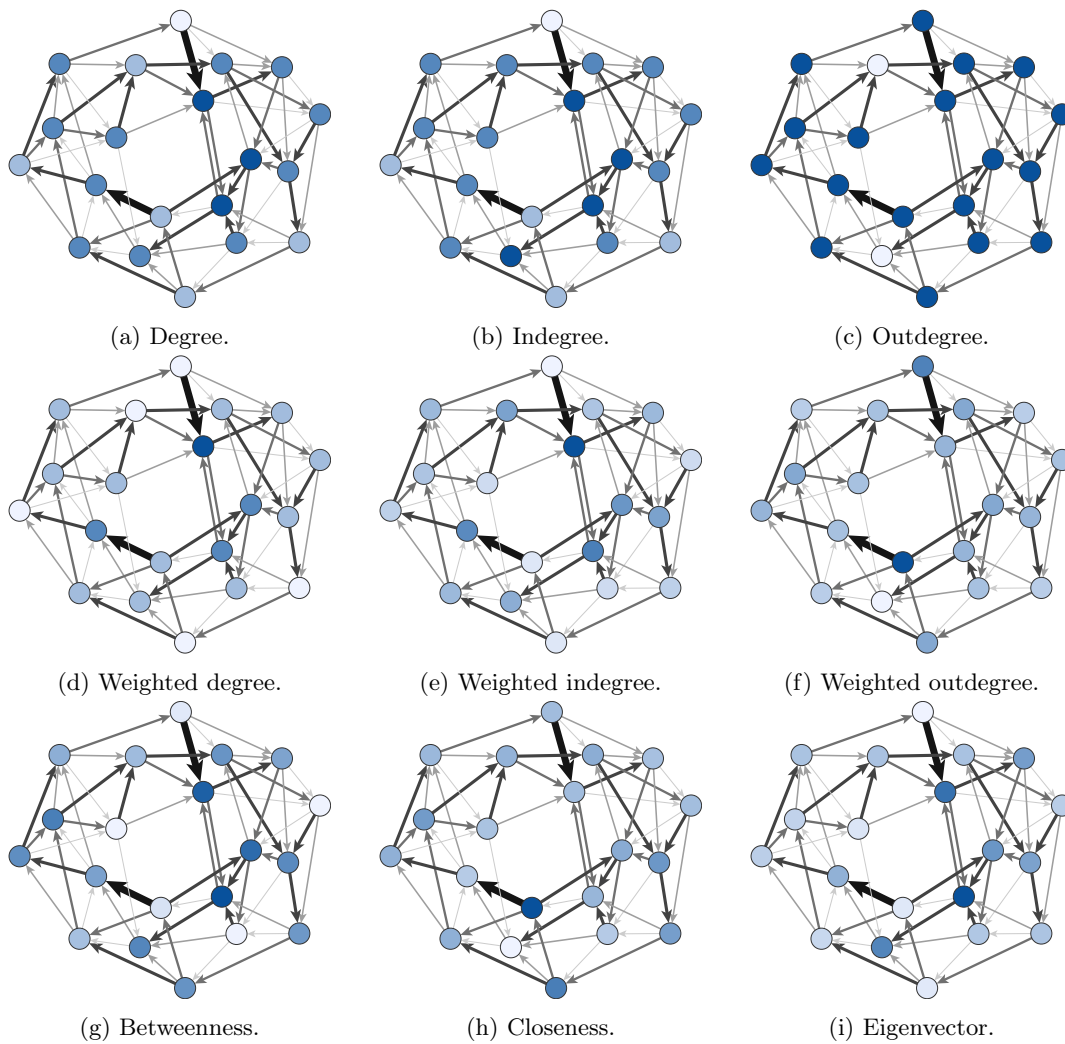 (a) Degree.
(b) Indegree.
(c) Outdegree.
(d) Weighted degree.
(e) Weighted indegree.
(f) Weighted outdegree.
(g) Betweenness.
(h) Closeness.
(i) Eigenvector.